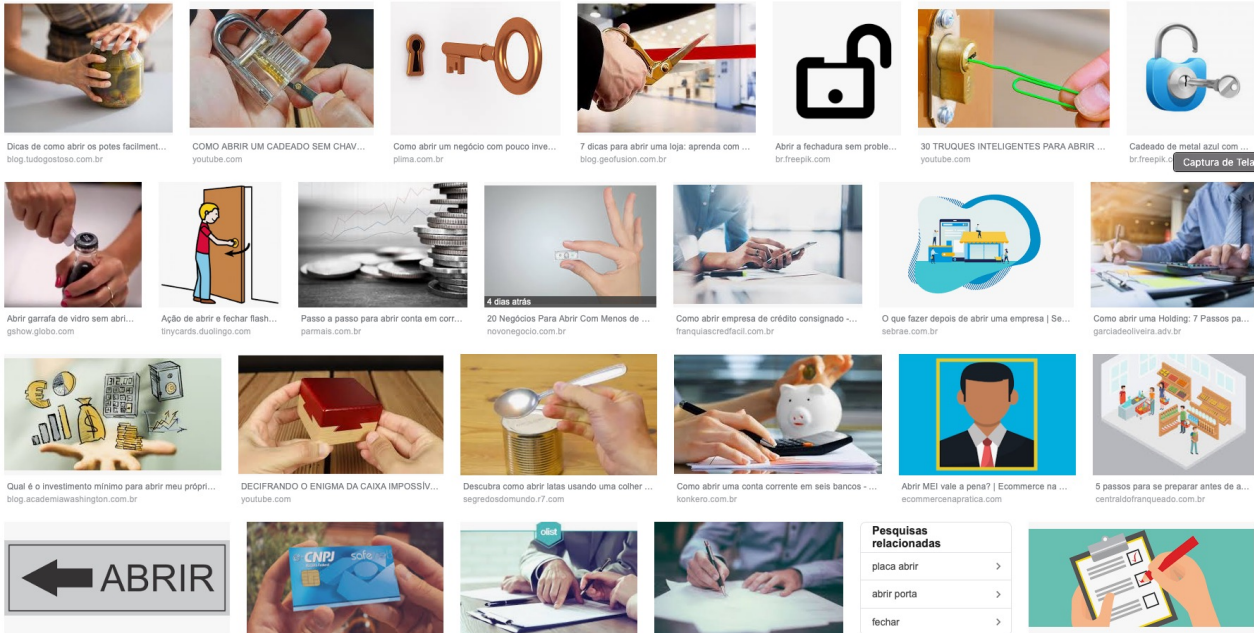 Dicas de como abrir os potes facilment...
blog.tudogostoso.com.br
COMO ABRIR UM CADEADO SEM CHAV...
youtube.com
Como abrir um negócio com pouco inve...
plima.com.br
7 dicas para abrir uma loja: aprenda com ...
blog.geofusion.com.br
Abrir a fechadura sem proble...
br.freepik.com
30 TRUQUES INTELIGENTES PARA ABRIR ...
youtube.com
Cadeado de metal azul com ...
br.freepik.c
Captura de Tela
Abrir garrafa de vidro sem abri...
gshow.globo.com
Ação de abrir e fechar flash...
tinycards.duolingo.com
Passo a passo para abrir conta em corr...
parmais.com.br
4 dias atrás
20 Negócios Para Abrir Com Menos de ...
novonegocio.com.br
Como abrir empresa de crédito consignado -...
franquiascredfacil.com.br
O que fazer depois de abrir uma empresa | Se...
sebrae.com.br
Como abrir uma Holding: 7 Passos pa...
garciadeoliveira.adv.br
Qual é o investimento mínimo para abrir meu própri...
blog.academiawashington.com.br
DECIFRANDO O ENIGMA DA CAIXA IMPOSSÍV...
youtube.com
Descubra como abrir latas usando uma colher ...
segredosdomundo.r7.com
Como abrir uma conta corrente em seis bancos - ...
konkero.com.br
Abrir MEI vale a pena? | Ecommerce na ...
ecommercenapratica.com
5 passos para se preparar antes de a...
centraldofranqueado.com.br
ABRIR
CNPJ
olist
Pesquisas
relacionadas
placa abrir
abrir porta
fechar